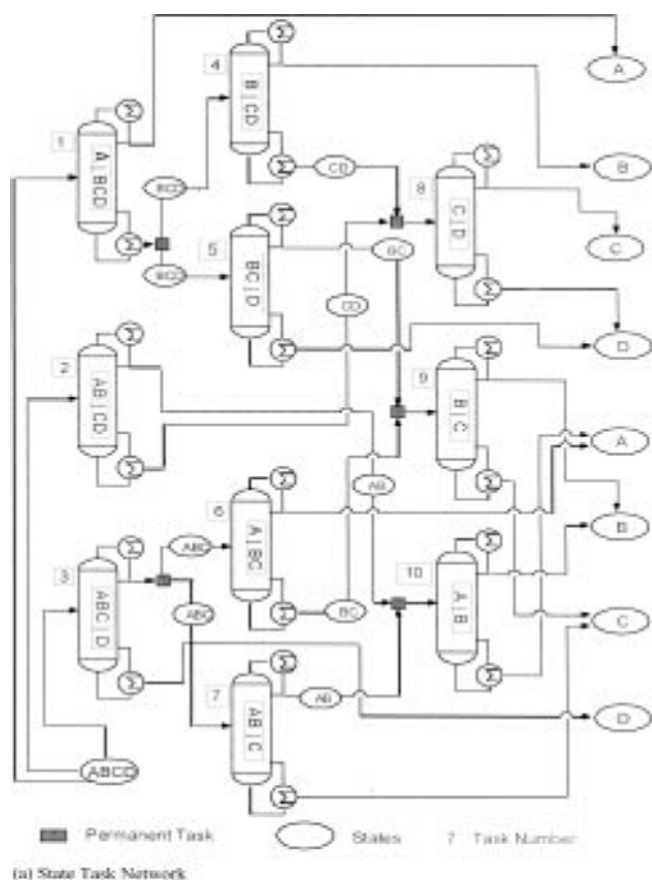 A
4
B|CD
1
A|BCD
B
CD
8
C|D
BCD
5
BC|D
C
BCD
BC
CD
D
2
AB|CD
9
B|C
A
AB
6
A|BC
B
ABC
10
A|B
3
ABC|D
ABC
BC
C
7
AB|C
AB
D
ABCD
Permanent Task
States
7 Task Number
(a) State Task Network